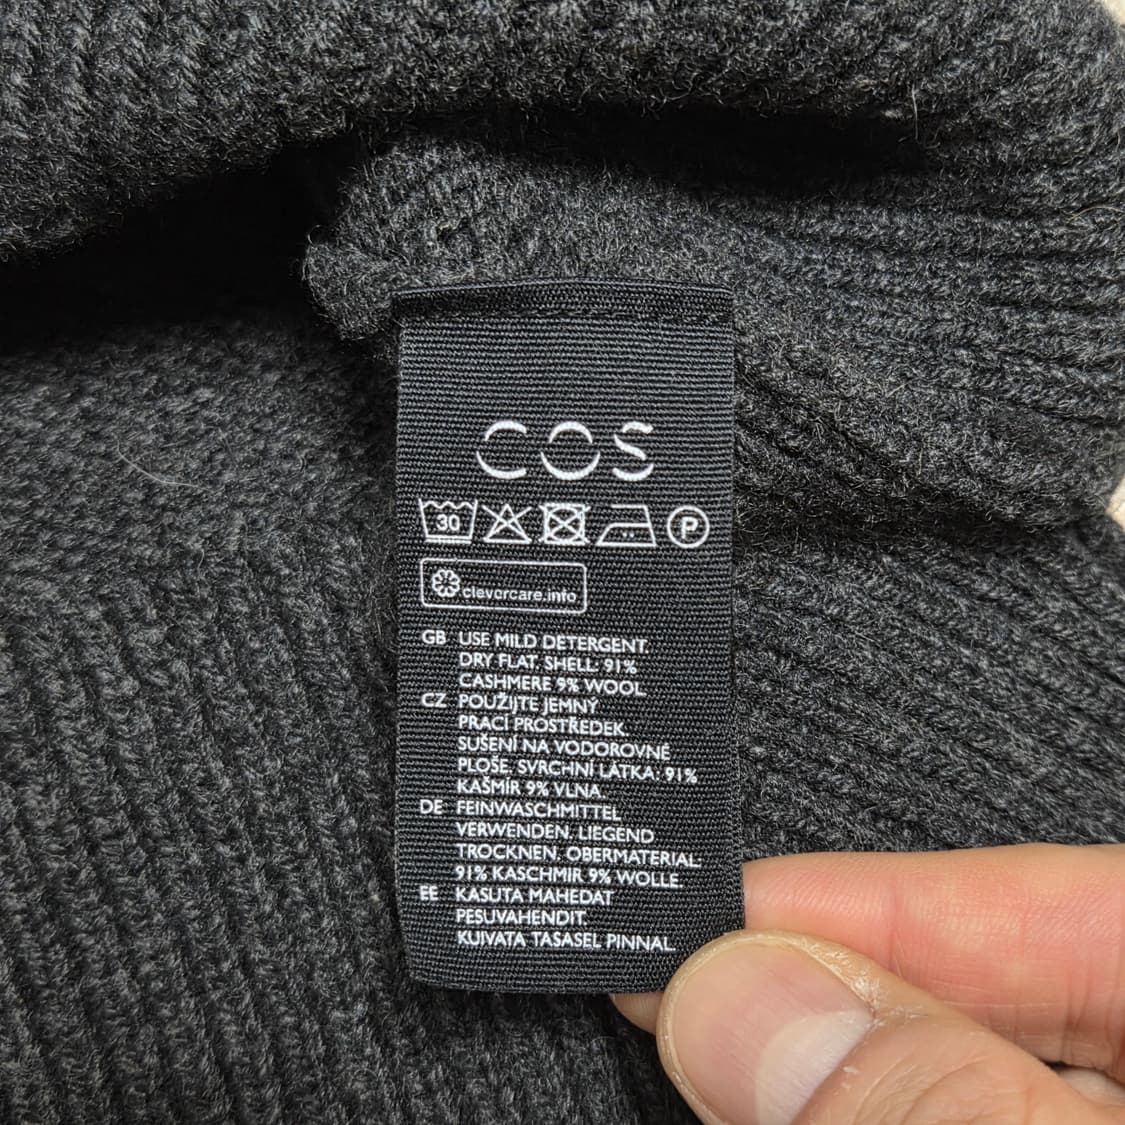 COS
30 P
clevercare.info
GB USE MILD DETERGENT.
DRY FLAT. SHELL: 91%
CASHMERE 9% WOOL
CZ POUŽIJTE JEMNÝ
PRACÍ PROSTŘEDEK.
SUŠENÍ NA VODOROVNÉ
PLOŠE. SVRCHNÍ LÁTKA: 91%
KAŠMÍR 9% VLNA.
DE FEINWASCHMITTEL
VERWENDEN. LIEGEND
TROCKNEN. OBERMATERIAL:
91% KASCHMIR 9% WOLLE.
EE KASUTA MAHEDAT
PESUVAHENDIT.
KUIVATA TASASEL PINNAL.